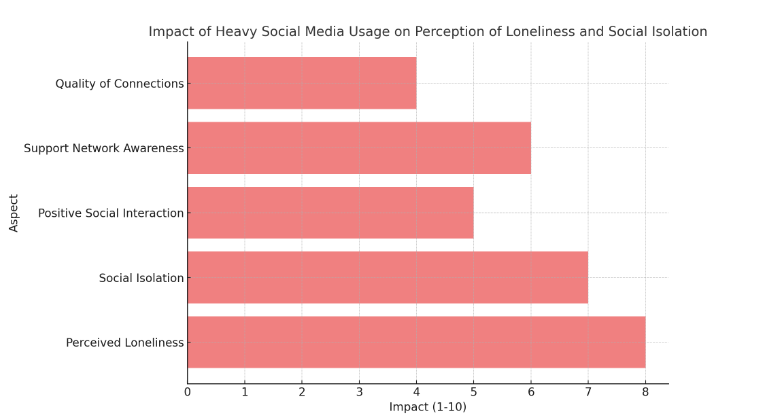 Impact of Heavy Social Media Usage on Perception of Loneliness and Social Isolation
Quality of Connections
Support Network Awareness
Positive Social Interaction
Social Isolation
Perceived Loneliness
Aspect
0 1 2 3 4 5 6 7 8
Impact (1-10)